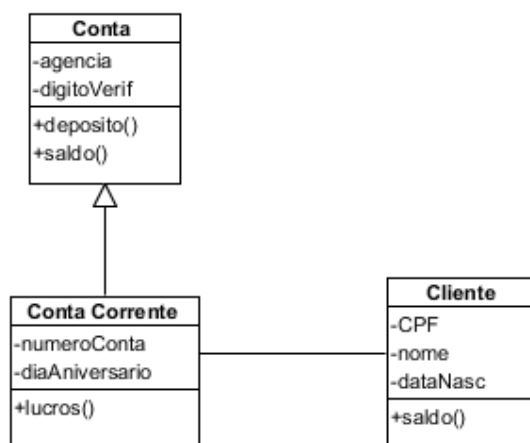 Conta
-agencia
-digitoVerif
+deposito()
+saldo()
Conta Corrente
-numeroConta
-diaAniversario
+lucros()
Cliente
-CPF
-nome
-dataNasc
+saldo()